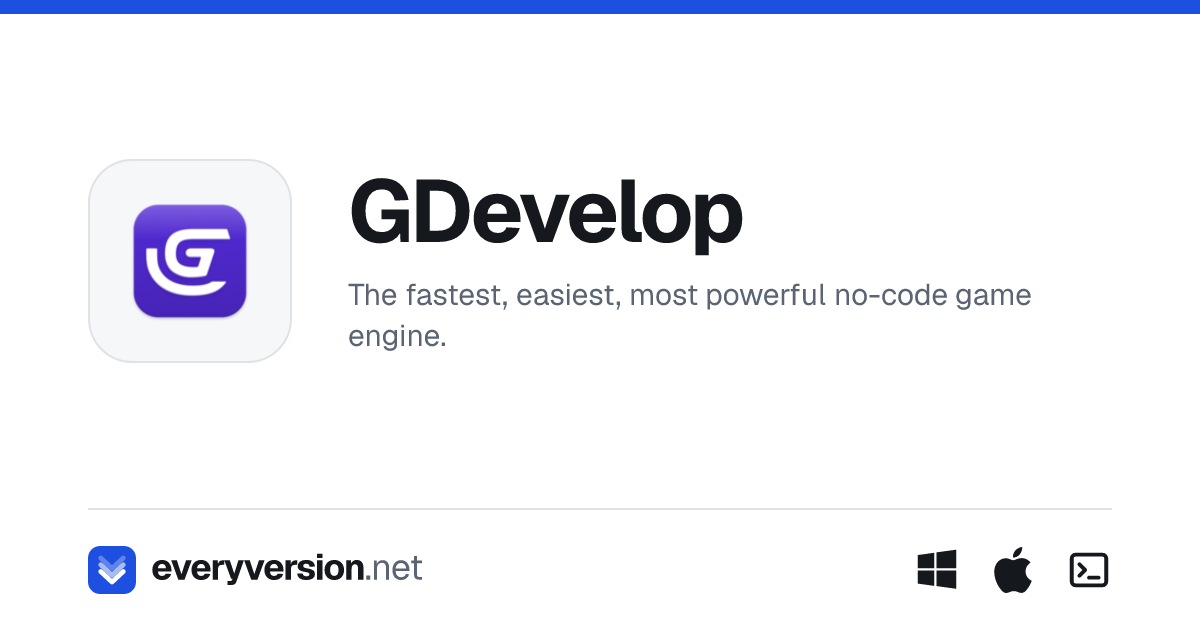 GDevelop
The fastest, easiest, most powerful no-code game
engine.
everyversion.net